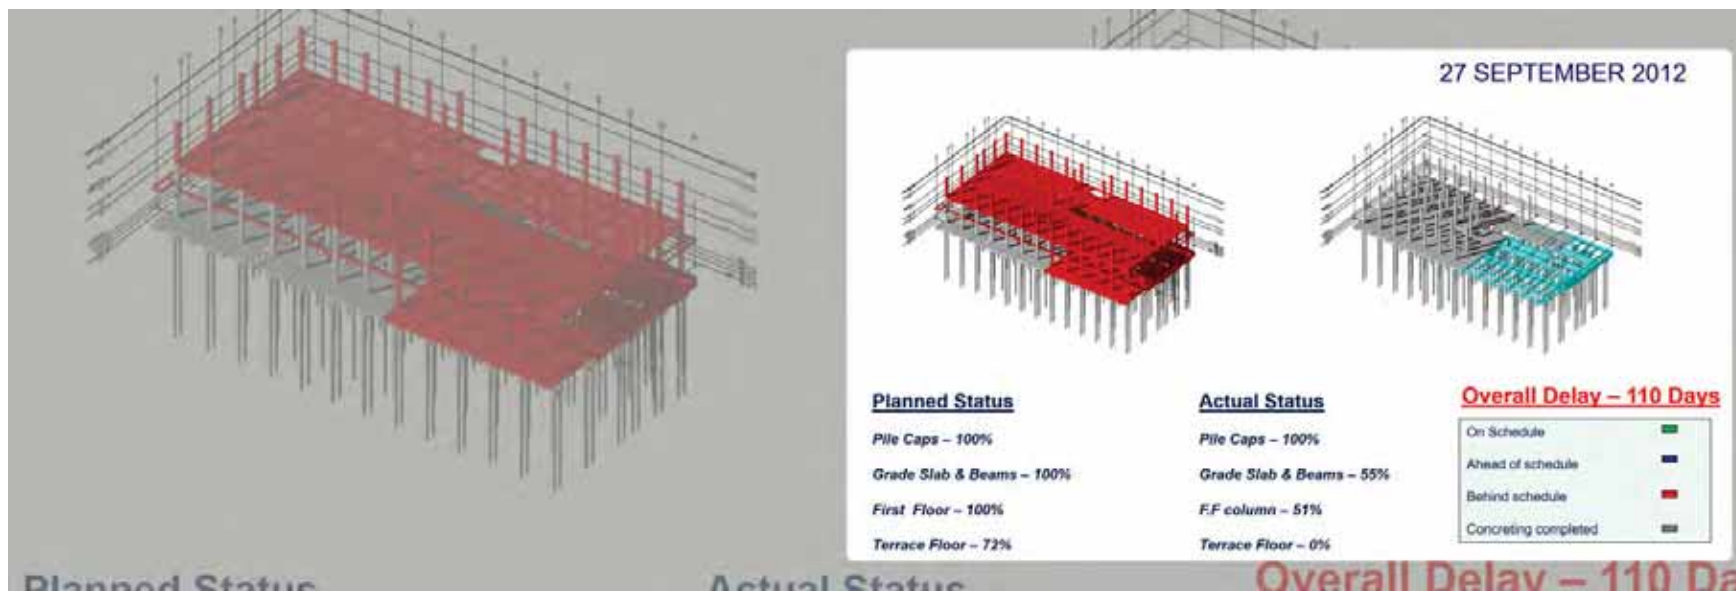 27 SEPTEMBER 2012
Planned Status
Pile Caps – 100%
Grade Slab & Beams – 100%
First Floor – 100%
Terrace Floor – 72%
Actual Status
Pile Caps – 100%
Grade Slab & Beams – 55%
F.F column – 51%
Terrace Floor – 0%
Overall Delay – 110 Days
On Schedule
Ahead of schedule
Behind schedule
Concreting completed
Planned Status
Actual Status
Overall Delay – 110 Da